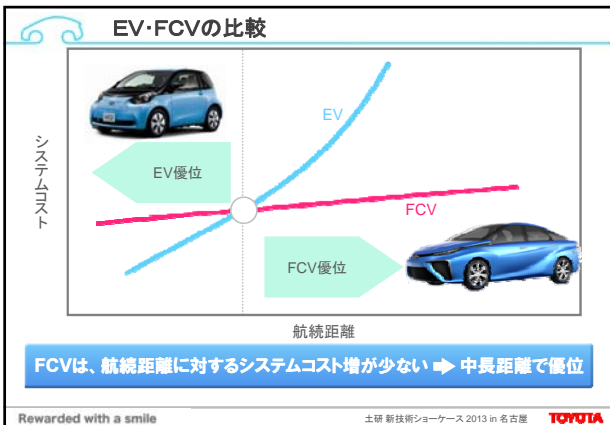 EV・FCVの比較
システムコスト
EV
EV優位
FCV
FCV優位
航続距離
FCVは、航続距離に対するシステムコスト増が少ない ➡ 中長距離で優位
Rewarded with a smile
土研 新技術ショーケース 2013 in 名古屋
TOYOTA